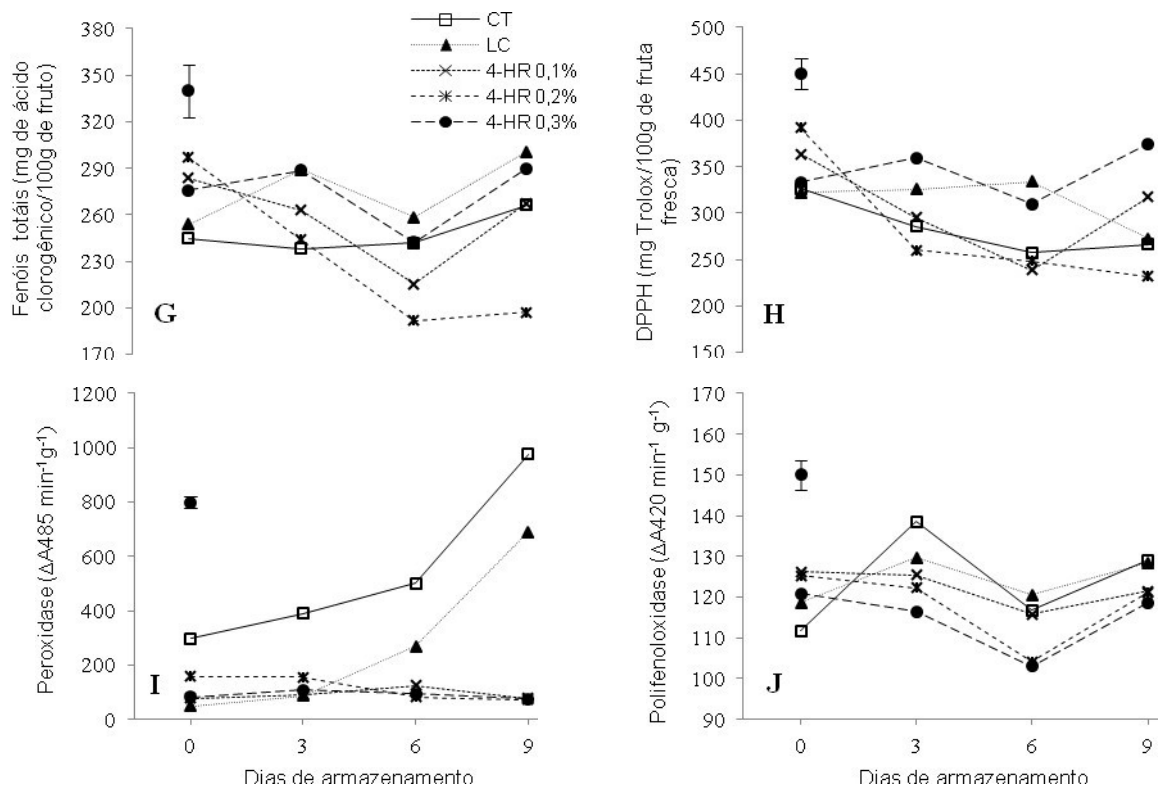 CT
LC
4-HR 0,1%
4-HR 0,2%
4-HR 0,3%
Fenóis totáis (mg de ácido
clorogênico/100g de fruto)
380
350
320
290
260
230
200
170
G
DPPH (mg Trolox/100g de fruta
fresca)
500
450
400
350
300
250
200
150
H
Peroxidase (ΔA485 min⁻¹g⁻¹)
1200
1000
800
600
400
200
0
I
0 3 6 9
Dias de armazenamento
Polifenoloxidase (ΔA420 min⁻¹ g⁻¹)
170
160
150
140
130
120
110
100
90
J
0 3 6 9
Dias de armazenamento